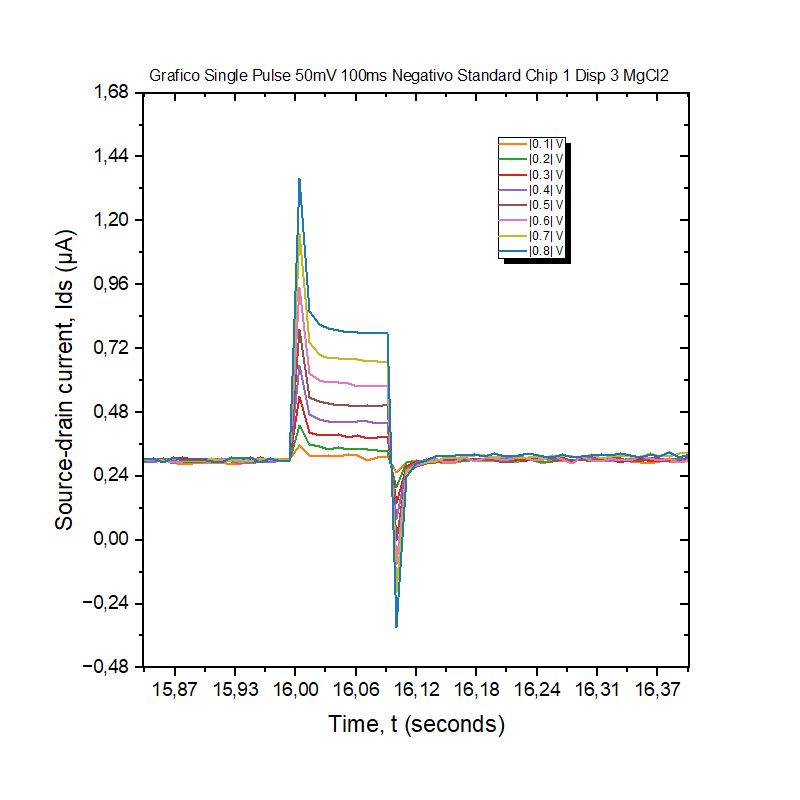 Grafico Single Pulse 50mV 100ms Negativo Standard Chip 1 Disp 3 MgCl2
1,68
1,44
1,20
0,96
0,72
0,48
0,24
0,00
−0,24
−0,48
Source-drain current, Ids (μA)
|0.1| V
|0.2| V
|0.3| V
|0.4| V
|0.5| V
|0.6| V
|0.7| V
|0.8| V
15,87 15,93 16,00 16,06 16,12 16,18 16,24 16,31 16,37
Time, t (seconds)